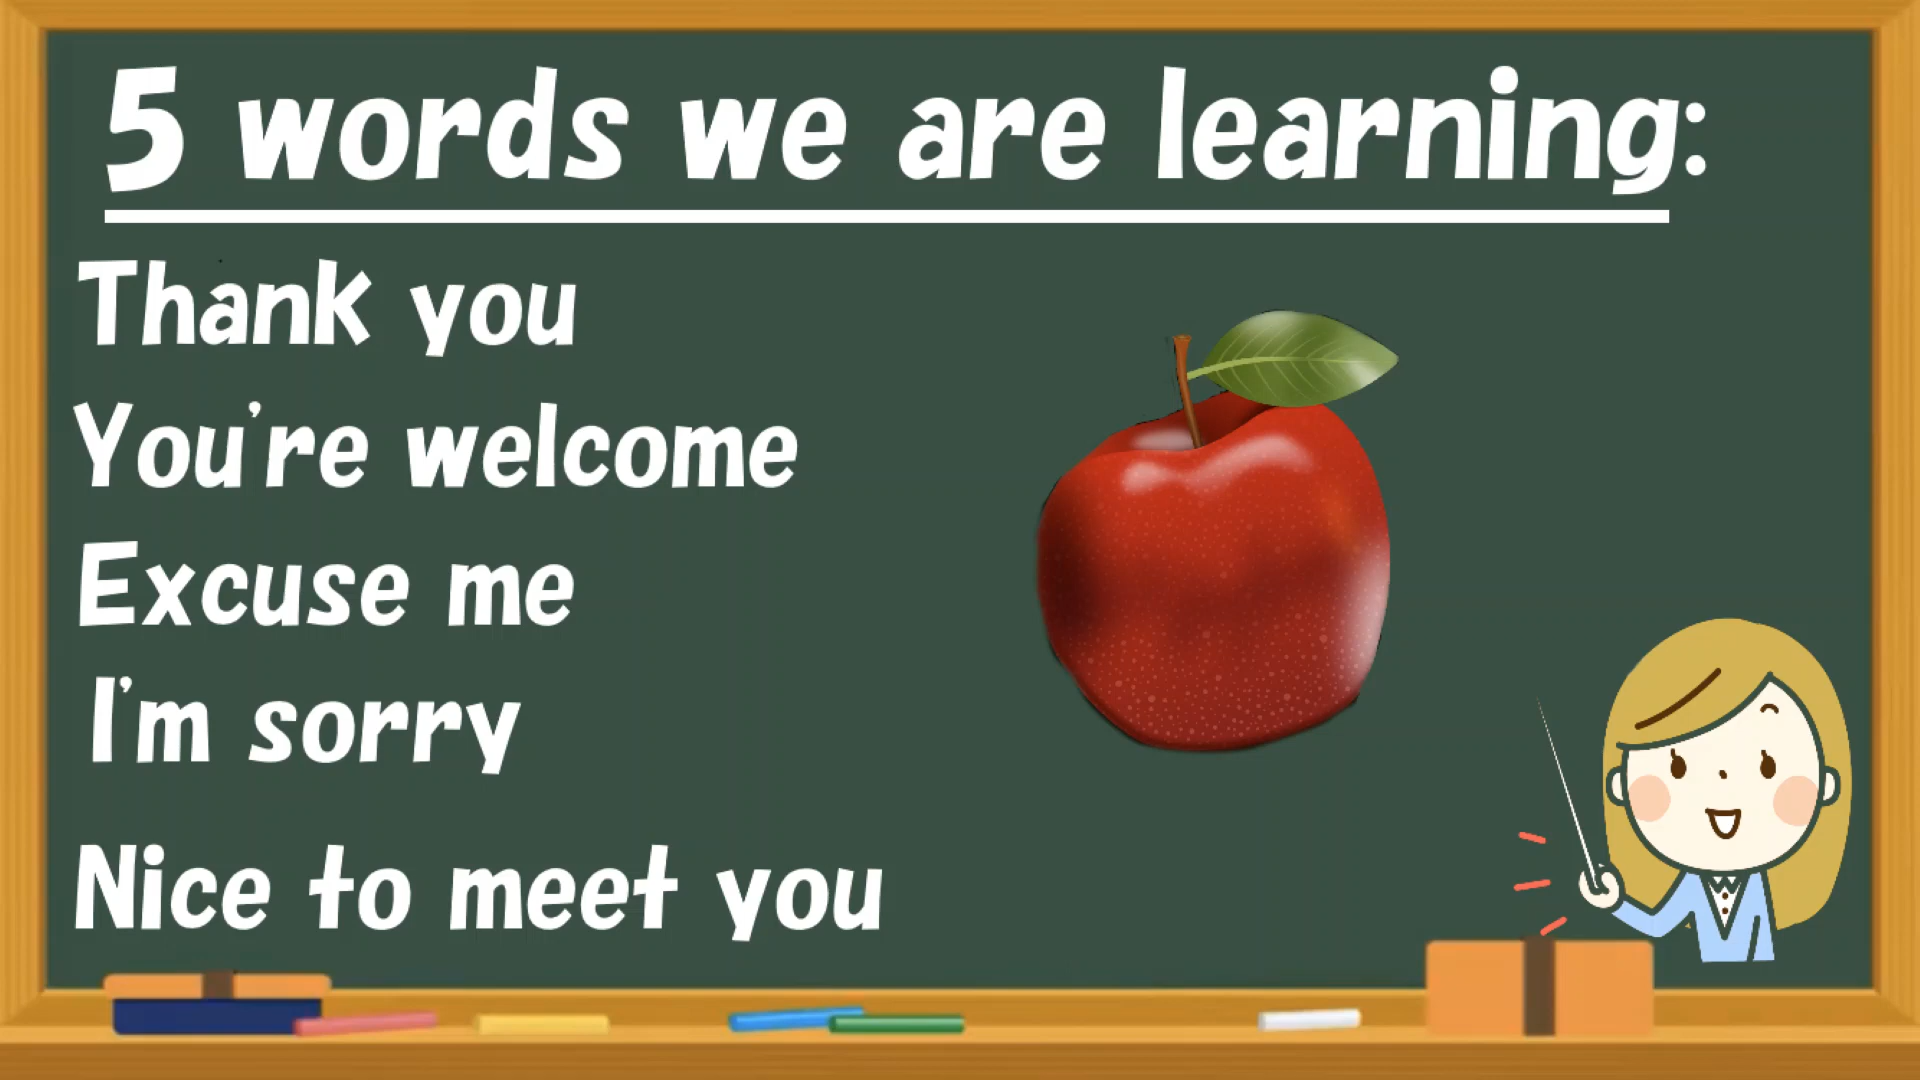 5 words we are learning:
Thank you
You're welcome
Excuse me
I'm sorry
Nice to meet you